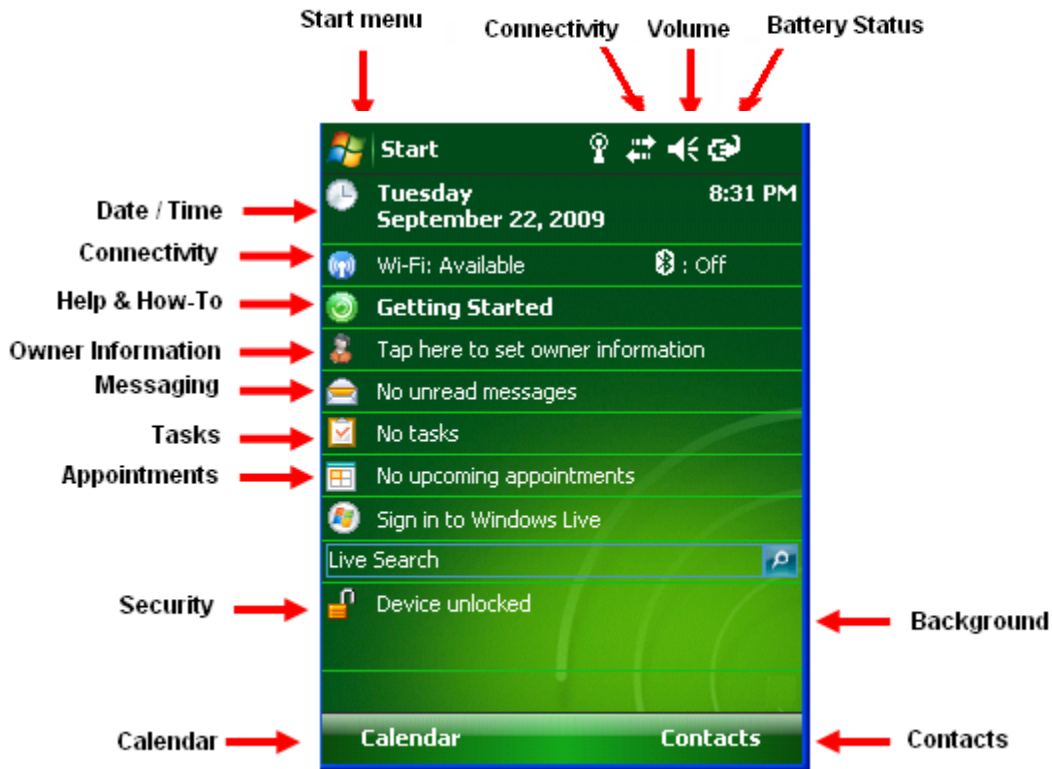 Start menu
Connectivity Volume Battery Status
Start
Date / Time
Tuesday 8:31 PM
September 22, 2009
Connectivity
Wi-Fi: Available : Off
Help & How-To
Getting Started
Owner Information
Tap here to set owner information
Messaging
No unread messages
Tasks
No tasks
Appointments
No upcoming appointments
Sign in to Windows Live
Live Search
Security
Device unlocked
Background
Calendar
Calendar Contacts
Contacts